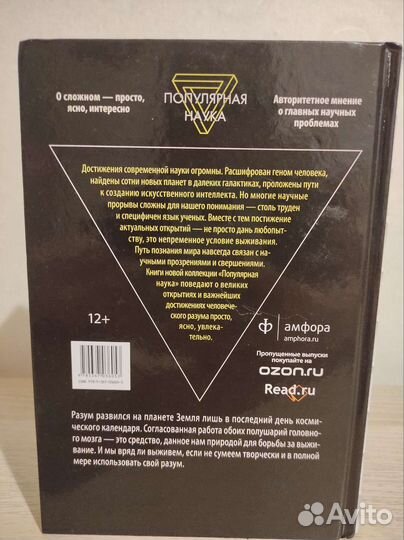 О сложном — просто,
ясно, интересно
ПОПУЛЯРНАЯ
НАУКА
Авторитетное мнение
о главных научных
проблемах
Достижения современной науки огромны. Расшифрован геном человека,
найдены сотни новых планет в далеких галактиках, проложены пути
к созданию искусственного интеллекта. Но многие научные
прорывы сложны для нашего понимания — столь труден
и специфичен язык ученых. Вместе с тем постижение
актуальных открытий — не просто дань любопыт-
ству, это непременное условие выживания.
Путь познания мира навсегда связан с на-
учными прозрениями и свершениями.
Книги новой коллекции «Популярная
наука» поведают о великих
открытиях и важнейших
достижениях человечес-
кого разума просто,
ясно, увлека-
тельно.
12+
ф амфора
amphora.ru
Пропущенные выпуски
покупайте на
ozon.ru
Read.ru
Разум развился на планете Земля лишь в последний день косми-
ческого календаря. Согласованная работа обоих полушарий головно-
го мозга — это средство, данное нам природой для борьбы за вы-
живание. И мы вряд ли выживем, если не сумеем творчески и в полной
мере использовать свой разум.
Avito